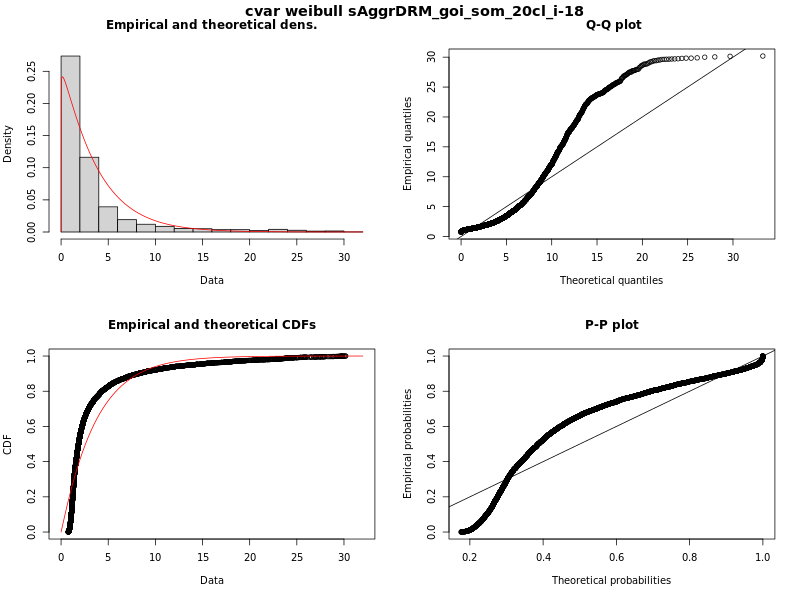 cvar weibull sAggrDRM_goi_som_20cl_i-18
Empirical and theoretical dens.
Density
0.00 0.05 0.10 0.15 0.20 0.25
0 5 10 15 20 25 30
Data
Q-Q plot
Empirical quantiles
0 5 10 15 20 25 30
0 5 10 15 20 25 30
Theoretical quantiles
Empirical and theoretical CDFs
CDF
0.0 0.2 0.4 0.6 0.8 1.0
0 5 10 15 20 25 30
Data
P-P plot
Empirical probabilities
0.0 0.2 0.4 0.6 0.8 1.0
0.2 0.4 0.6 0.8 1.0
Theoretical probabilities